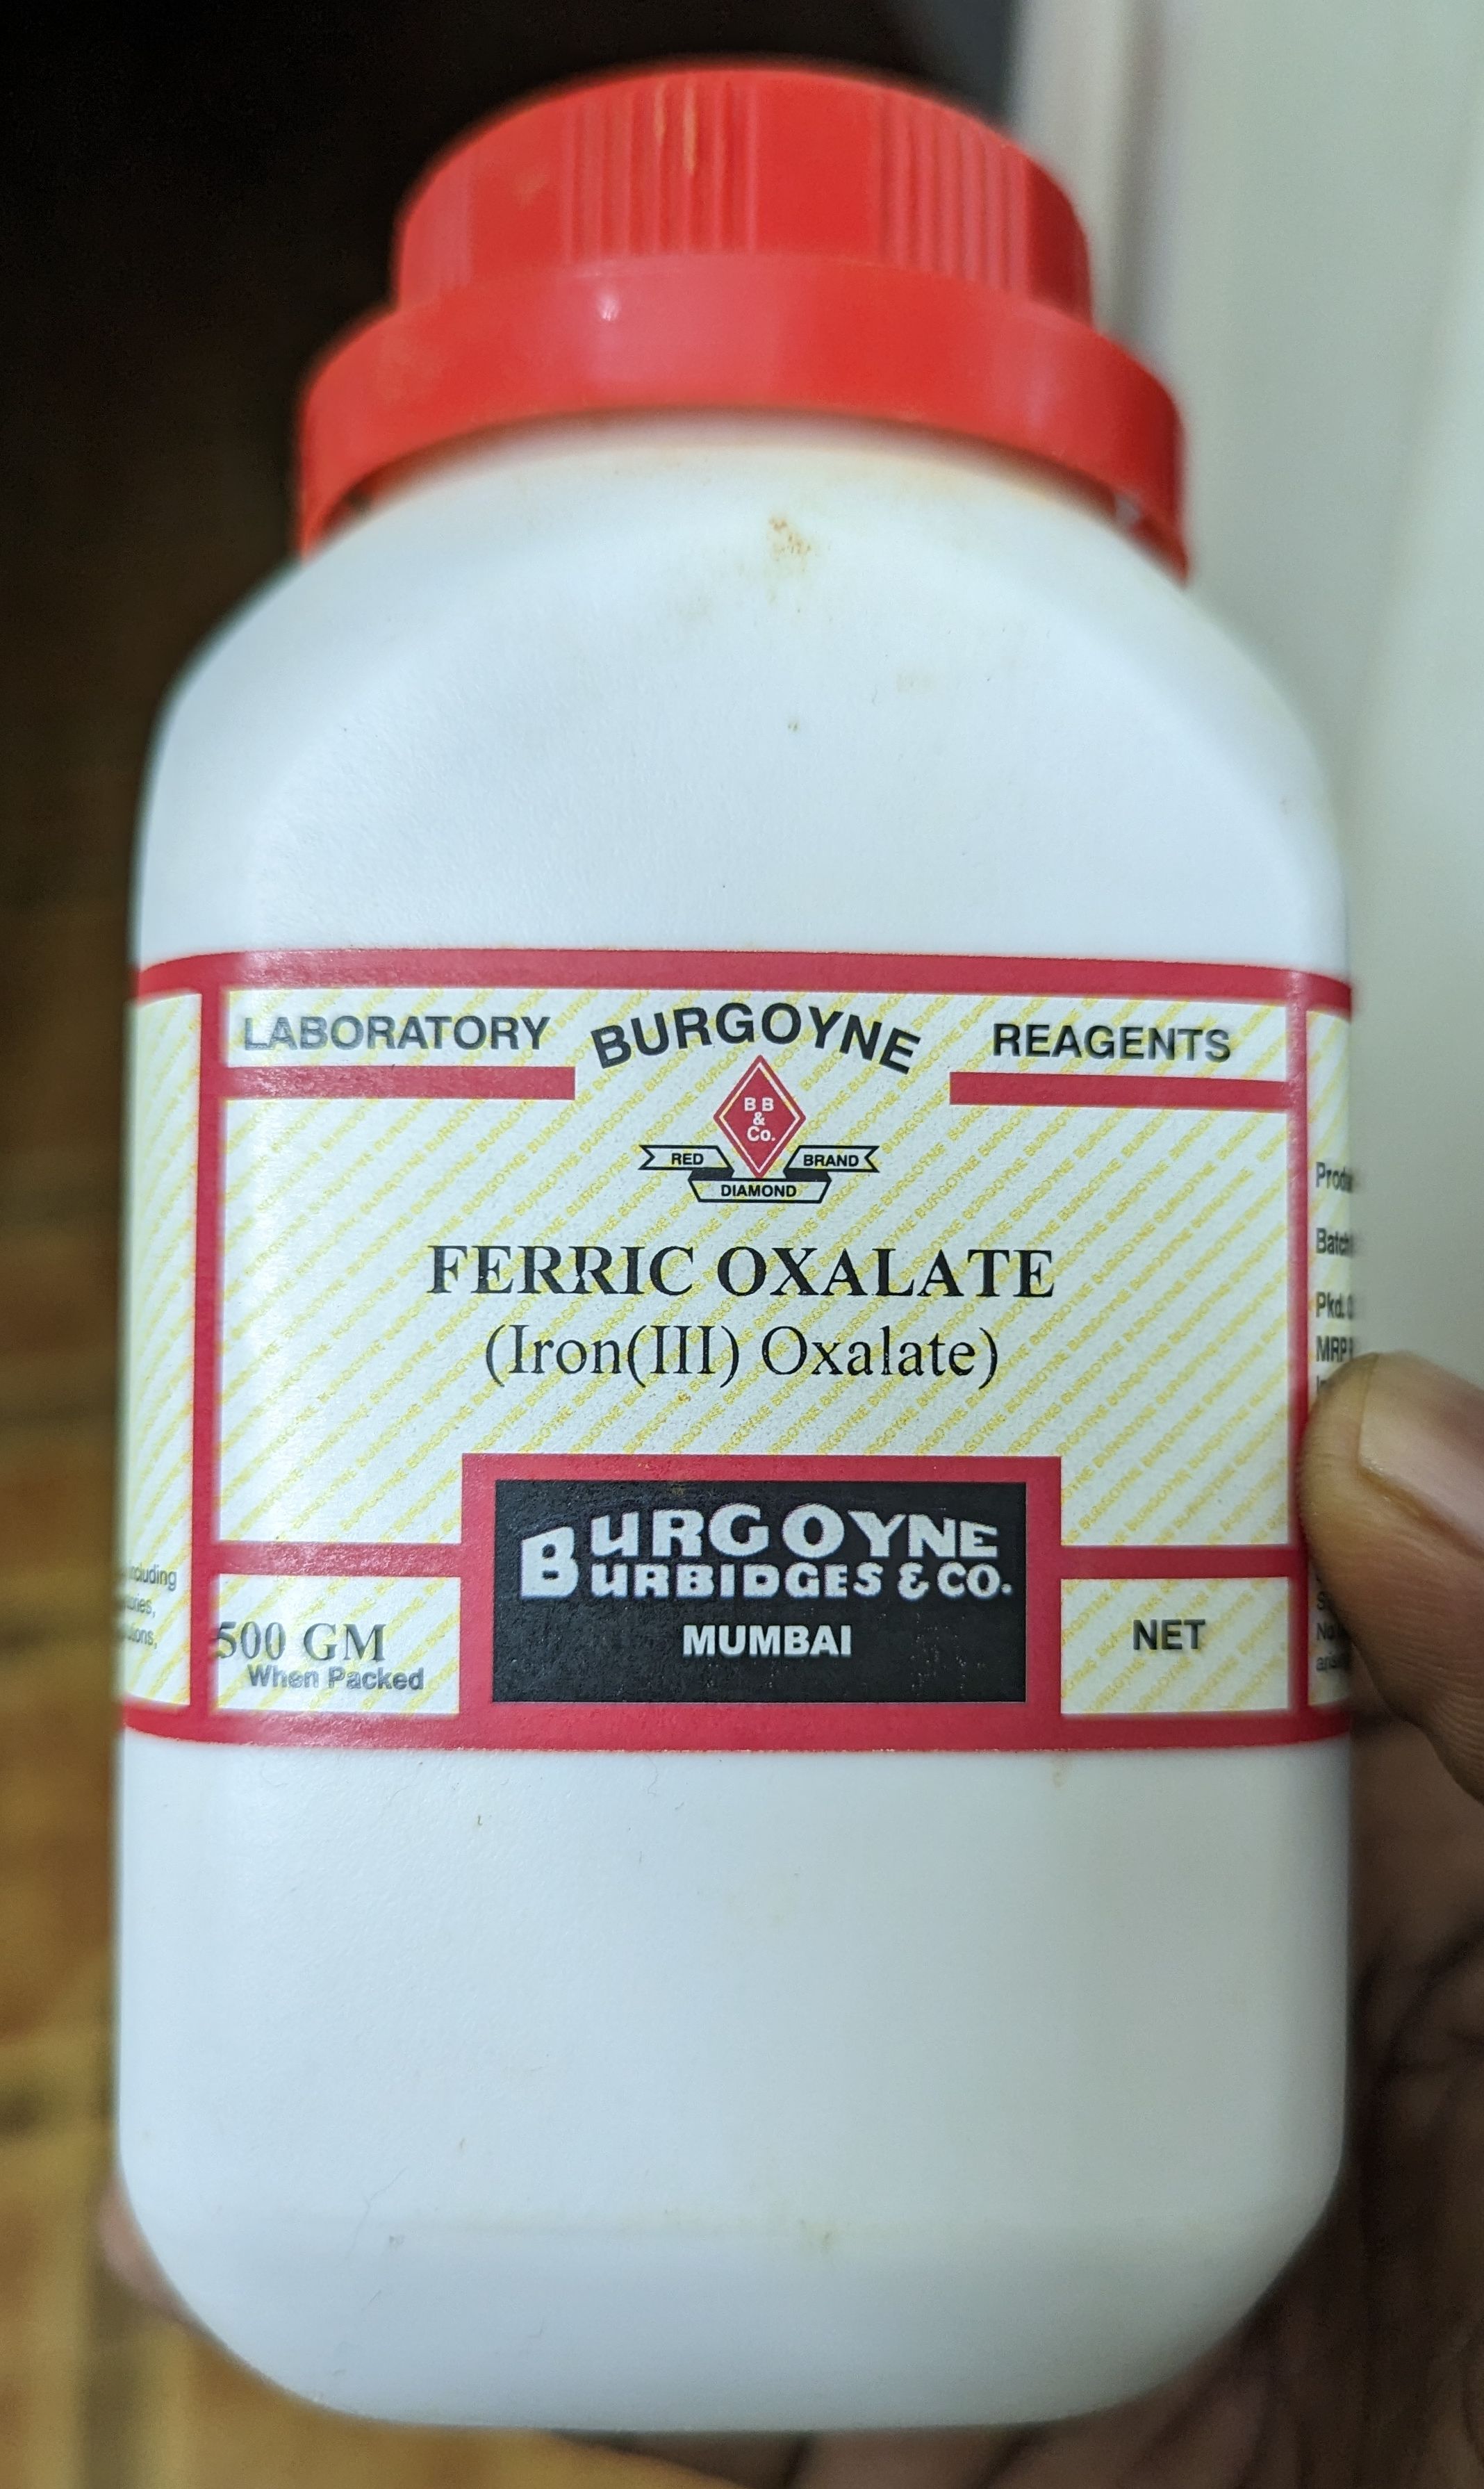 LABORATORY BURGOYNE REAGENTS
B B
&
Co.
RED DIAMOND BRAND
FERRIC OXALATE
(Iron(III) Oxalate)
BURGOYNE
BURBIDGES & CO.
MUMBAI
500 GM
When Packed
NET